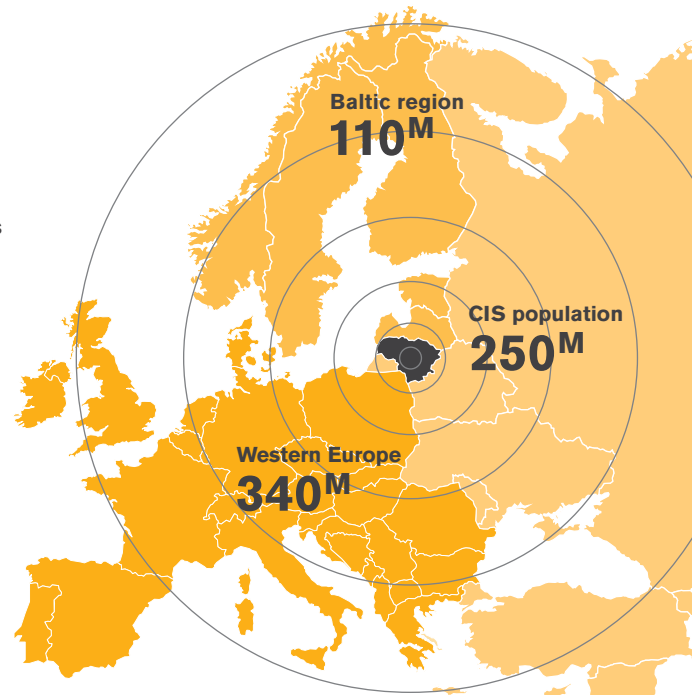 Baltic region
110M
CIS population
250M
Western Europe
340M